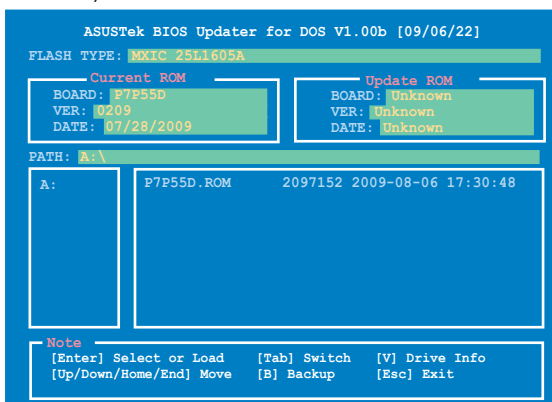 ASUSTek BIOS Updater for DOS V1.00b [09/06/22]
FLASH TYPE: MXIC 25L1605A
Current ROM
BOARD: P7P55D
VER: 0209
DATE: 07/28/2009
Update ROM
BOARD: Unknown
VER: Unknown
DATE: Unknown
PATH: A:\
A:
P7P55D.ROM 2097152 2009-08-06 17:30:48
Note
[Enter] Select or Load [Tab] Switch [V] Drive Info
[Up/Down/Home/End] Move [B] Backup [Esc] Exit